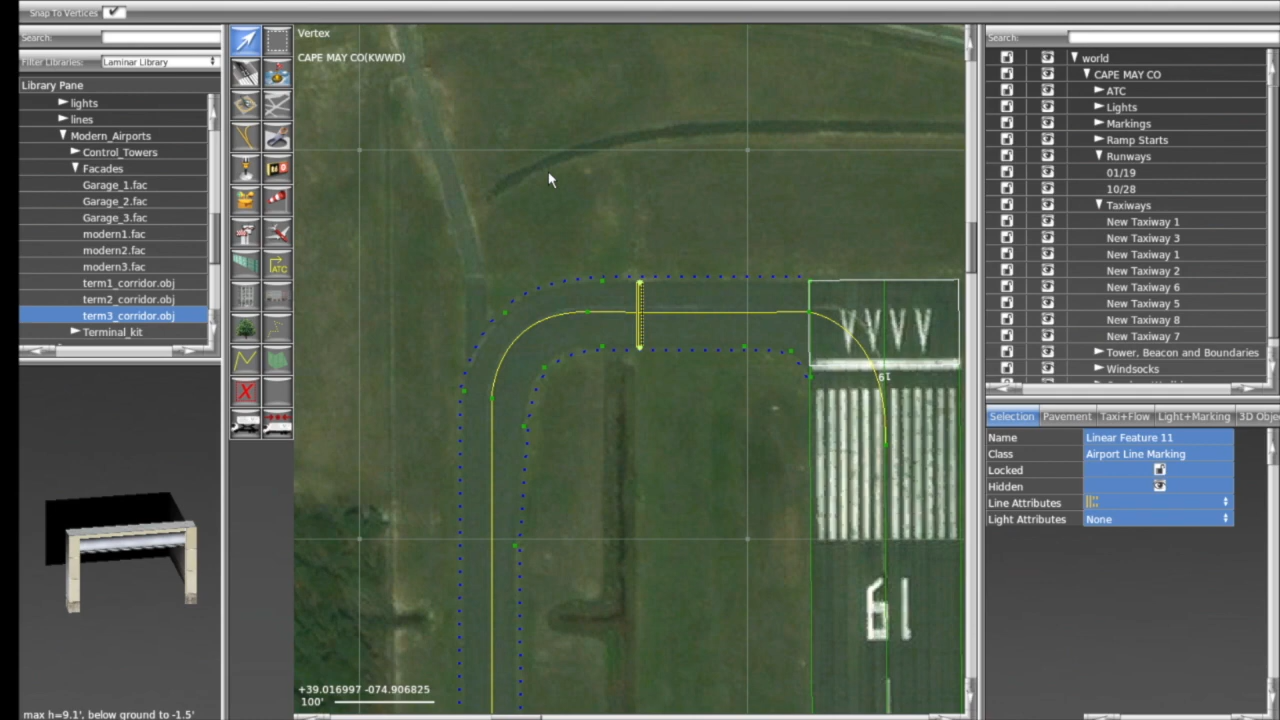 Snap To Vertices
Search:
Filter Libraries: Laminar Library
Library Pane
lights
lines
Modern_Airports
Control_Towers
Facades
Garage_1.fac
Garage_2.fac
Garage_3.fac
modern1.fac
modern2.fac
modern3.fac
term1_corridor.obj
term2_corridor.obj
term3_corridor.obj
Terminal_kit
max h=9.1', below ground to -1.5'
ATC
Vertex
CAPE MAY CO(KWWD)
19
19
+39.016997 -074.906825
100'
Search:
world
CAPE MAY CO
ATC
Lights
Markings
Ramp Starts
Runways
01/19
10/28
Taxiways
New Taxiway 1
New Taxiway 3
New Taxiway 1
New Taxiway 2
New Taxiway 6
New Taxiway 5
New Taxiway 8
New Taxiway 7
Tower, Beacon and Boundaries
Windsocks
Selection Pavement Taxi+Flow Light+Marking 3D Obje
Name Linear Feature 11
Class Airport Line Marking
Locked
Hidden
Line Attributes
Light Attributes None